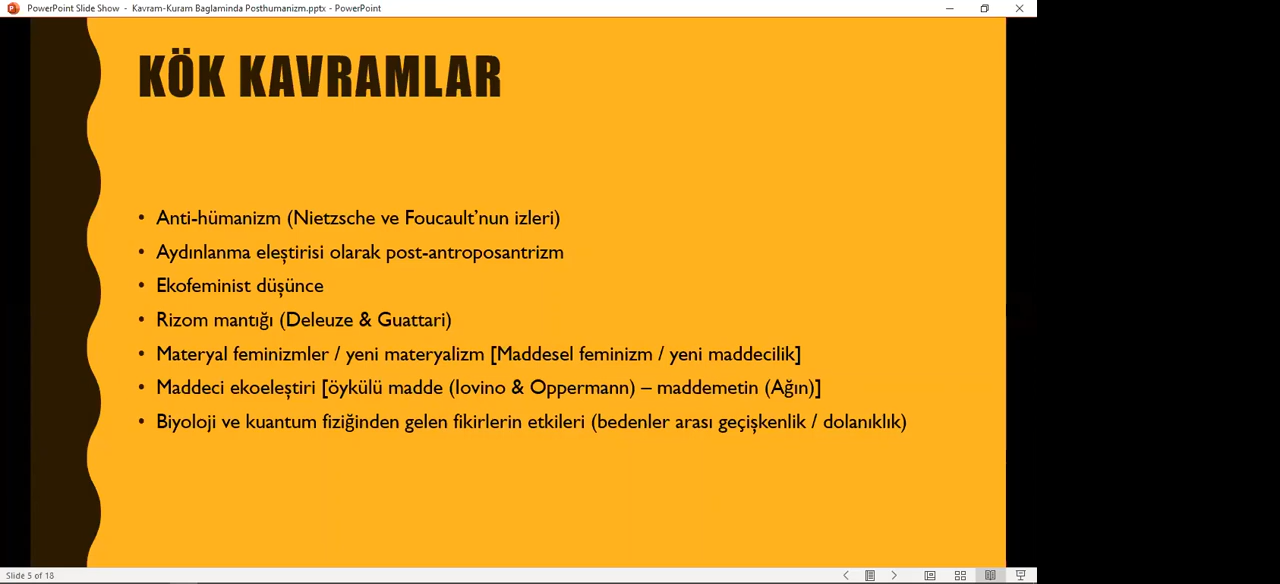 PowerPoint Slide Show - Kavram-Kuram Baglaminda Posthumanizm.pptx - PowerPoint
KÖK KAVRAMLAR
• Anti-hümanizm (Nietzsche ve Foucault’nun izleri)
• Aydınlanma eleştirisi olarak post-antroposantrizm
• Ekofeminist düşünce
• Rizom mantığı (Deleuze & Guattari)
• Materyal feminizmler / yeni materyalizm [Maddesel feminizm / yeni maddecilik]
• Maddeci ekoeleştiri [öykülü madde (Iovino & Oppermann) – maddemetin (Ağın)]
• Biyoloji ve kuantum fiziğinden gelen fikirlerin etkileri (bedenler arası geçişkenlik / dolanıklık)
Slide 5 of 18